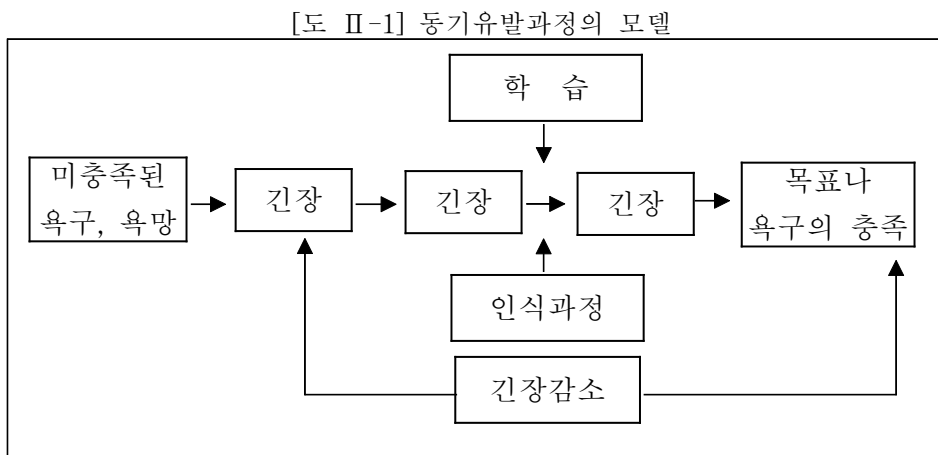 [도 Ⅱ-1] 동기유발과정의 모델
학 습
미충족된
욕구, 욕망
긴장
긴장
긴장
목표나
욕구의 충족
인식과정
긴장감소